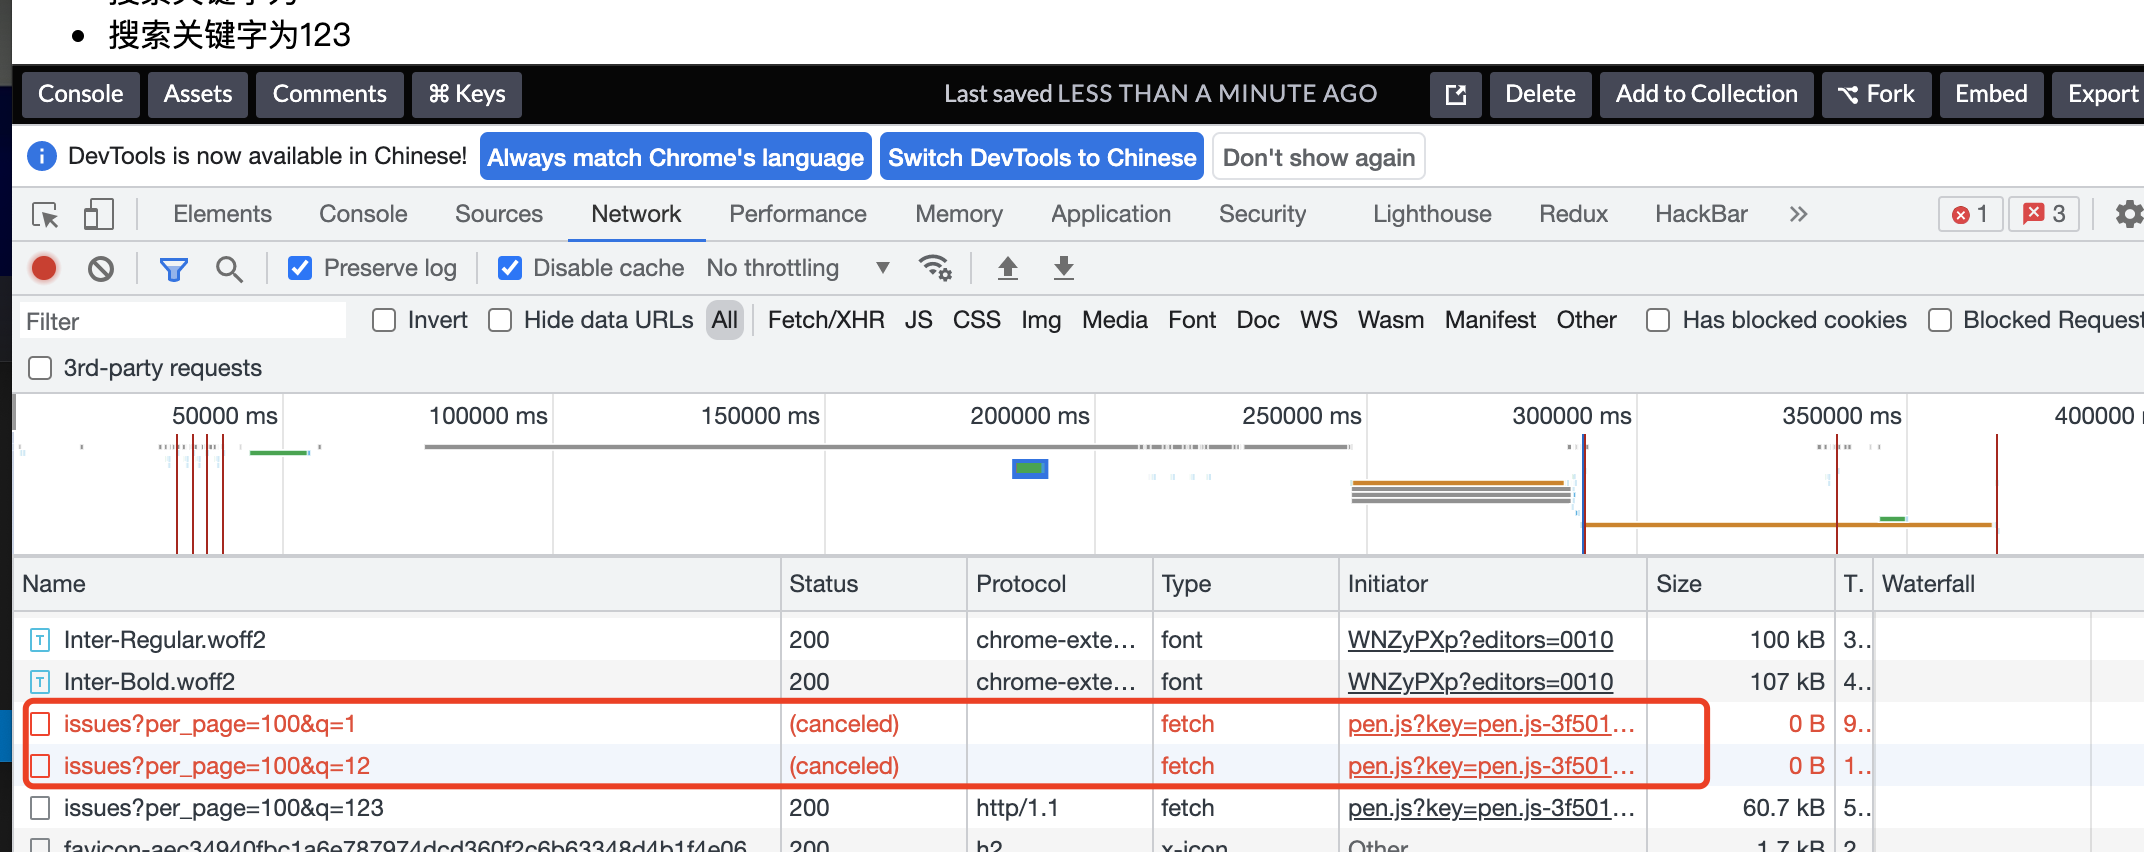 搜索关键字为
搜索关键字为123
Console Assets Comments ⌘ Keys Last saved LESS THAN A MINUTE AGO Delete Add to Collection Fork Embed Export
DevTools is now available in Chinese! Always match Chrome's language Switch DevTools to Chinese Don't show again
Elements Console Sources Network Performance Memory Application Security Lighthouse Redux HackBar 1 3
Preserve log Disable cache No throttling
Filter Invert Hide data URLs All Fetch/XHR JS CSS Img Media Font Doc WS Wasm Manifest Other Has blocked cookies Blocked Request
3rd-party requests
50000 ms 100000 ms 150000 ms 200000 ms 250000 ms 300000 ms 350000 ms 400000
Name Status Protocol Type Initiator Size T. Waterfall
Inter-Regular.woff2 200 chrome-exte... font WNZyPXp?editors=0010 100 kB 3..
Inter-Bold.woff2 200 chrome-exte... font WNZyPXp?editors=0010 107 kB 4..
issues?per_page=100&q=1 (canceled) fetch pen.js?key=pen.js-3f501... 0 B 9..
issues?per_page=100&q=12 (canceled) fetch pen.js?key=pen.js-3f501... 0 B 1..
issues?per_page=100&q=123 200 http/1.1 fetch pen.js?key=pen.js-3f501... 60.7 kB 5..
favicon-aec34940fbc1a6e787974dcd360f2c6b63348d4b1f4e06 200 h2 x-icon Other 1.7 kB 2